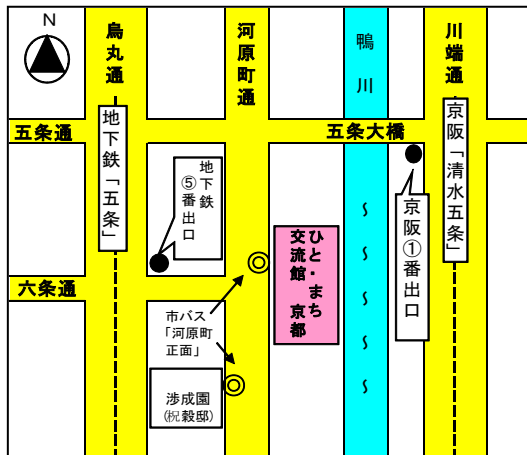 N
烏丸通
河原町通
鴨川
川端通
五条通
五条大橋
地下鉄「五条」
地下鉄
⑤番出口
京阪「清水五条」
京阪①番出口
ひと・まち
交流館 京都
六条通
市バス
「河原町
正面」
渉成園
(枳穀邸)